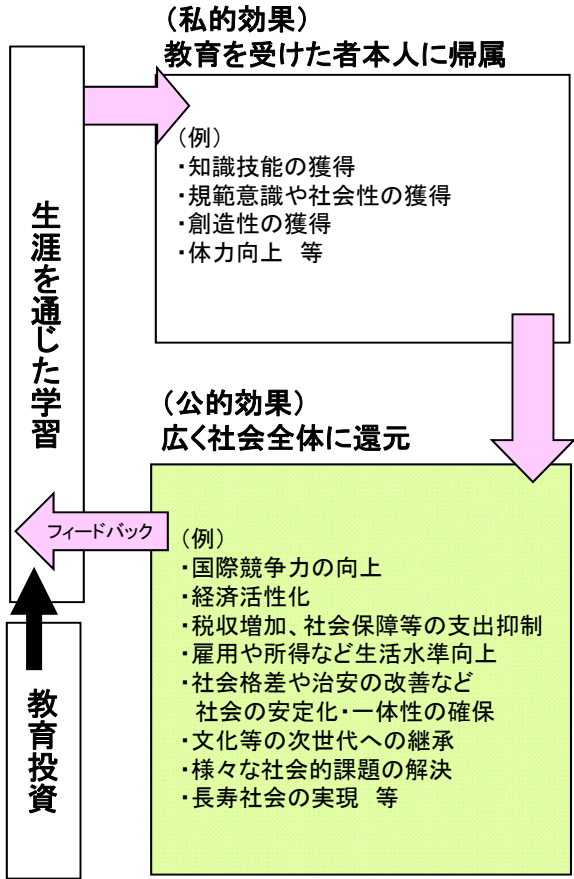 (私的効果)
教育を受けた者本人に帰属
(例)
・知識技能の獲得
・規範意識や社会性の獲得
・創造性の獲得
・体力向上 等
生涯を通じた学習
(公的効果)
広く社会全体に還元
フィードバック
(例)
・国際競争力の向上
・経済活性化
・税収増加、社会保障等の支出抑制
・雇用や所得など生活水準向上
・社会格差や治安の改善など
社会の安定化・一体性の確保
・文化等の次世代への継承
・様々な社会的課題の解決
・長寿社会の実現 等
教育投資